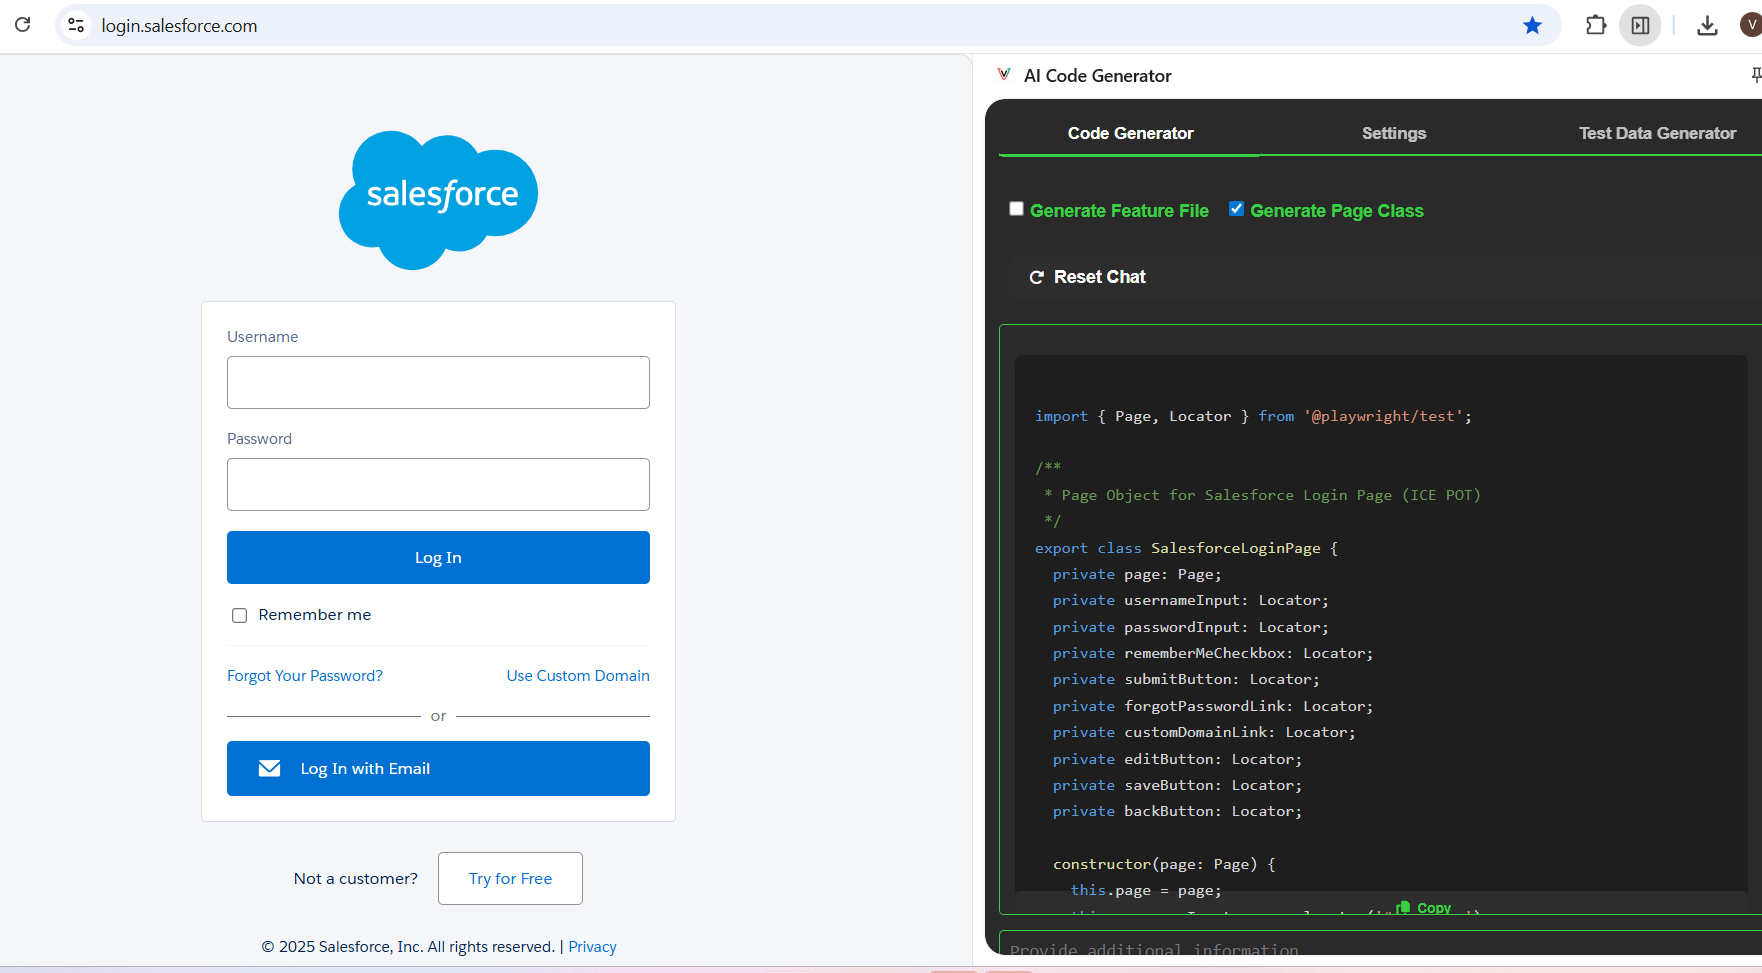 login.salesforce.com
V
salesforce
Username
Password
Log In
Remember me
Forgot Your Password?
Use Custom Domain
or
Log In with Email
Not a customer?
Try for Free
© 2025 Salesforce, Inc. All rights reserved. | Privacy
AI Code Generator
Code Generator
Settings
Test Data Generator
Generate Feature File
Generate Page Class
Reset Chat
import { Page, Locator } from '@playwright/test';
/**
* Page Object for Salesforce Login Page (ICE POT)
*/
export class SalesforceLoginPage {
private page: Page;
private usernameInput: Locator;
private passwordInput: Locator;
private rememberMeCheckbox: Locator;
private submitButton: Locator;
private forgotPasswordLink: Locator;
private customDomainLink: Locator;
private editButton: Locator;
private saveButton: Locator;
private backButton: Locator;
constructor(page: Page) {
this.page = page;
Copy
Provide additional information